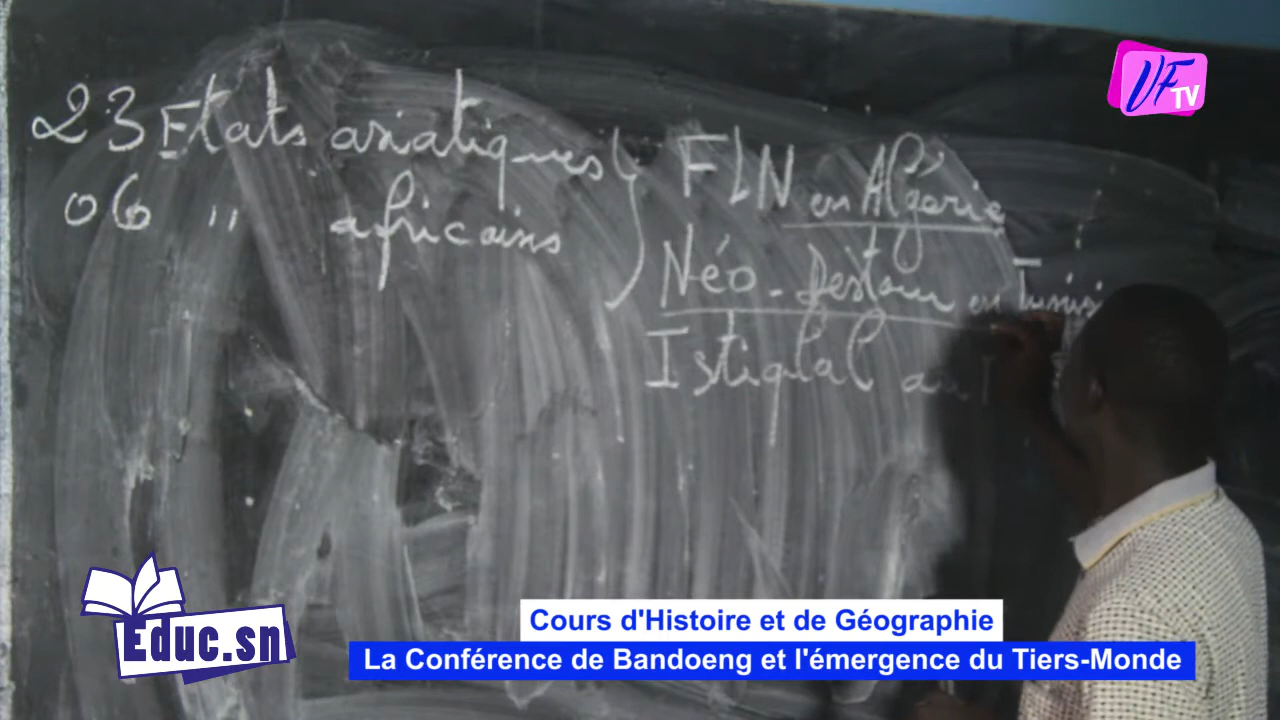 23 Etats asiatiques
06 " africains
FLN en Algérie
Néo-Destour en Tunisi
Istiqlal au
VF TV
Educ.sn
Cours d'Histoire et de Géographie
La Conférence de Bandoeng et l'émergence du Tiers-Monde